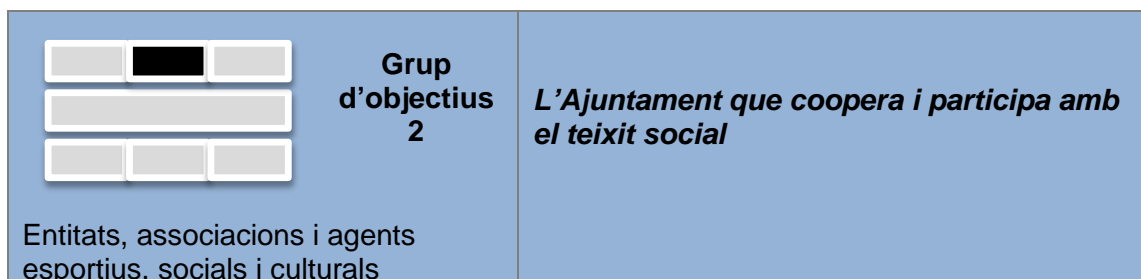 Grup
d’objectius
2
L’Ajuntament que coopera i participa amb
el teixit social
Entitats, associacions i agents
esportius, socials i culturals